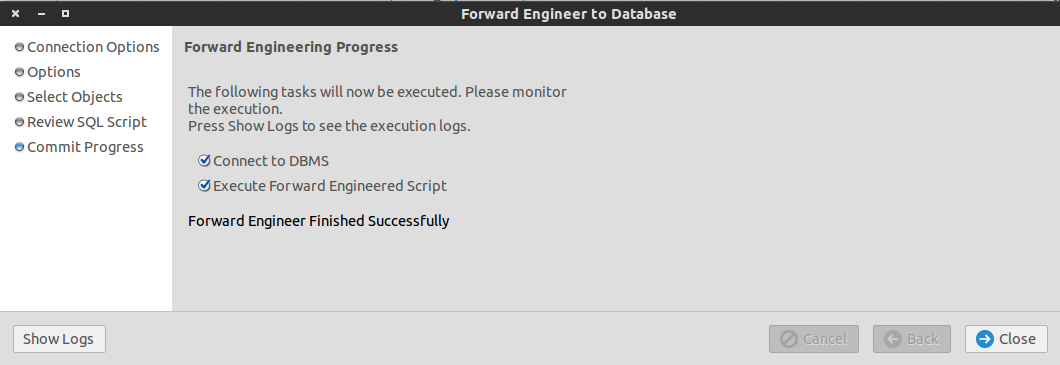 Forward Engineer to Database
Connection Options
Options
Select Objects
Review SQL Script
Commit Progress
Forward Engineering Progress
The following tasks will now be executed. Please monitor
the execution.
Press Show Logs to see the execution logs.
Connect to DBMS
Execute Forward Engineered Script
Forward Engineer Finished Successfully
Show Logs
Cancel
Back
Close